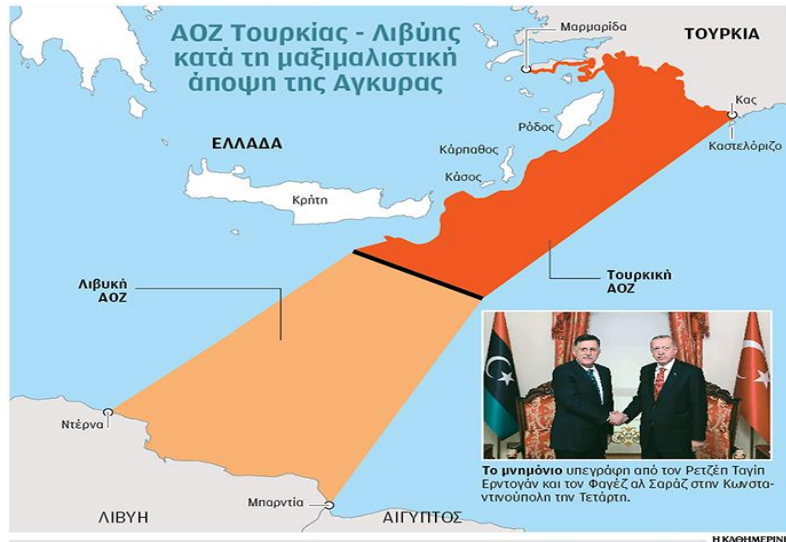 ΑΟΖ Τουρκίας - Λιβύης
κατά τη μαξιμαλιστική
άποψη της Αγκυρας
Μαρμαρίδα
ΤΟΥΡΚΙΑ
Κας
Ρόδος
Καστελόριζο
ΕΛΛΑΔΑ
Κάρπαθος
Κάσος
Κρήτη
Λιβυκή
ΑΟΖ
Τουρκική
ΑΟΖ
Ντέρνα
Μπαρντία
ΛΙΒΥΗ
ΑΙΓΥΠΤΟΣ
Το μνημόνιο υπεγράφη από τον Ρετζέπ Ταγίπ
Ερντογάν και τον Φαγέζ αλ Σαράζ στην Κωνστα-
ντινούπολη την Τετάρτη.
Η ΚΑΘΗΜΕΡΙΝΗ